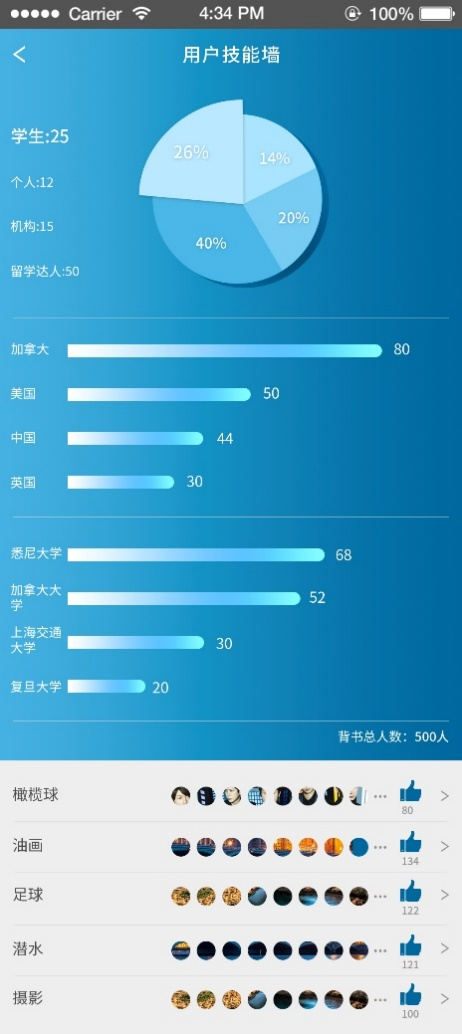 Carrier 4:34 PM 100%
用户技能墙
学生:25
个人:12
机构:15
留学达人:50
26%
14%
20%
40%
加拿大 80
美国 50
中国 44
英国 30
悉尼大学 68
加拿大大
学 52
上海交通
大学 30
复旦大学 20
背书总人数：500人
橄榄球 80
油画 134
足球 122
潜水 121
摄影 100